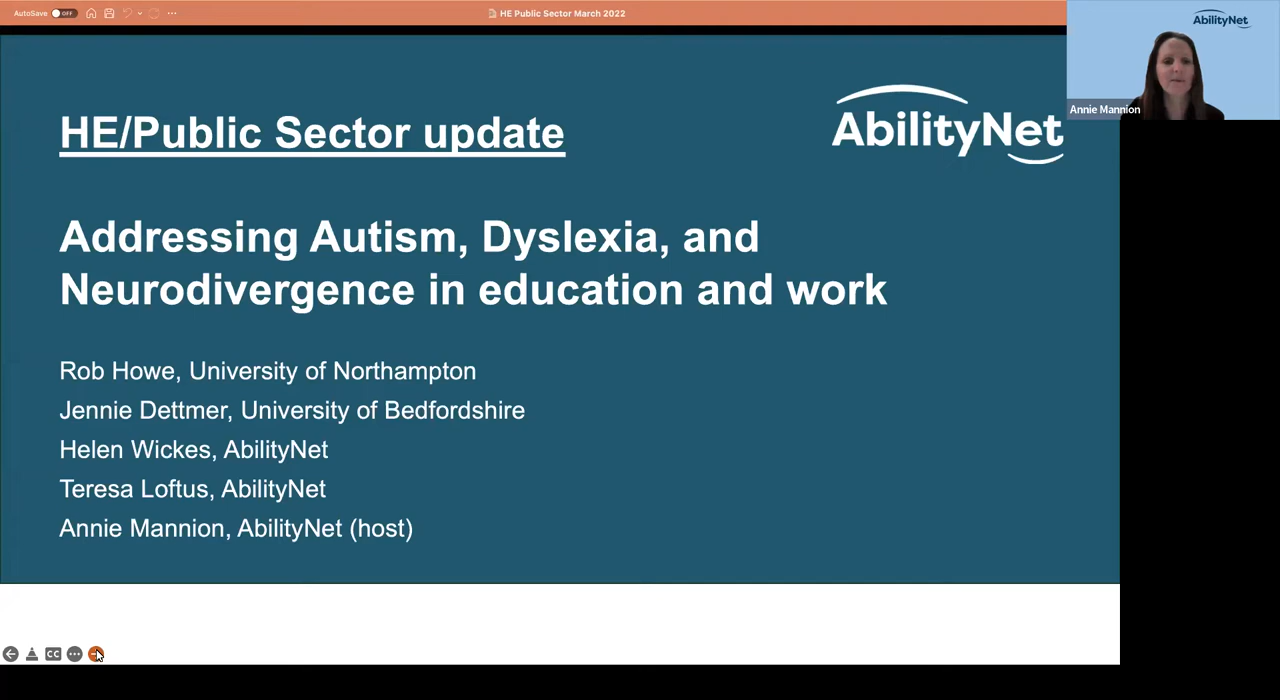 AutoSave OFF
HE Public Sector March 2022
AbilityNet
Annie Mannion
HE/Public Sector update
AbilityNet
Addressing Autism, Dyslexia, and
Neurodivergence in education and work
Rob Howe, University of Northampton
Jennie Dettmer, University of Bedfordshire
Helen Wickes, AbilityNet
Teresa Loftus, AbilityNet
Annie Mannion, AbilityNet (host)
CC